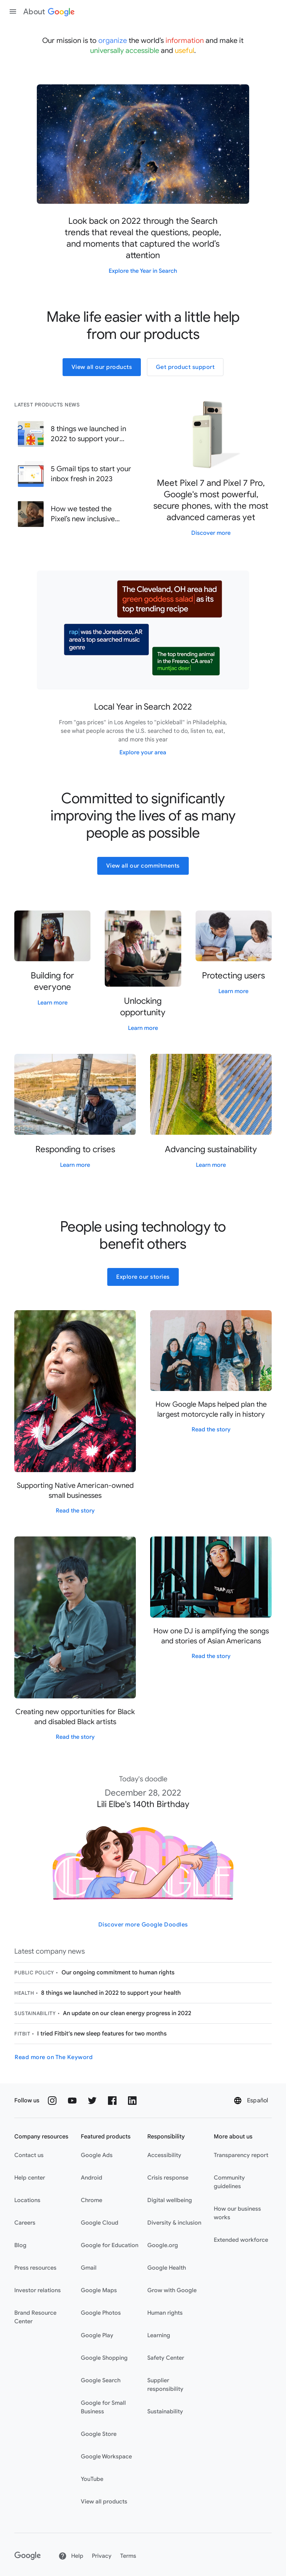 About Google
Our mission is to organize the world's information and make it
universally accessible and useful.
Look back on 2022 through the Search
trends that reveal the questions, people,
and moments that captured the world's
attention
Explore the Year in Search
Make life easier with a little help
from our products
View all our products
Get product support
LATEST PRODUCTS NEWS
8 things we launched in
2022 to support your...
5 Gmail tips to start your
inbox fresh in 2023
How we tested the
Pixel's new inclusive...
Meet Pixel 7 and Pixel 7 Pro,
Google's most powerful,
secure phones, with the most
advanced cameras yet
Discover more
The Cleveland, OH area had
green goddess salad as its
top trending recipe
rap was the Jonesboro, AR
area's top searched music
genre
The top trending animal
in the Fresno, CA area?
muntjac deer
Local Year in Search 2022
From "gas prices" in Los Angeles to "pickleball" in Philadelphia,
see what people across the U.S. searched to do, listen to, eat,
and more this year
Explore your area
Committed to significantly
improving the lives of as many
people as possible
View all our commitments
Building for
everyone
Learn more
Unlocking
opportunity
Learn more
Protecting users
Learn more
Responding to crises
Learn more
Advancing sustainability
Learn more
People using technology to
benefit others
Explore our stories
Supporting Native American-owned
small businesses
Read the story
How Google Maps helped plan the
largest motorcycle rally in history
Read the story
Creating new opportunities for Black
and disabled Black artists
Read the story
How one DJ is amplifying the songs
and stories of Asian Americans
Read the story
Today's doodle
December 28, 2022
Lili Elbe's 140th Birthday
GOOGLE
Discover more Google Doodles
Latest company news
PUBLIC POLICY • Our ongoing commitment to human rights
HEALTH • 8 things we launched in 2022 to support your health
SUSTAINABILITY • An update on our clean energy progress in 2022
FITBIT • I tried Fitbit's new sleep features for two months
Read more on The Keyword
Follow us
Español
Company resources
Contact us
Help center
Locations
Careers
Blog
Press resources
Investor relations
Brand Resource
Center
Featured products
Google Ads
Android
Chrome
Google Cloud
Google for Education
Gmail
Google Maps
Google Photos
Google Play
Google Shopping
Google Search
Google for Small
Business
Google Store
Google Workspace
YouTube
View all products
Responsibility
Accessibility
Crisis response
Digital wellbeing
Diversity & inclusion
Google.org
Google Health
Grow with Google
Human rights
Learning
Safety Center
Supplier
responsibility
Sustainability
More about us
Transparency report
Community
guidelines
How our business
works
Extended workforce
Google
Help
Privacy
Terms